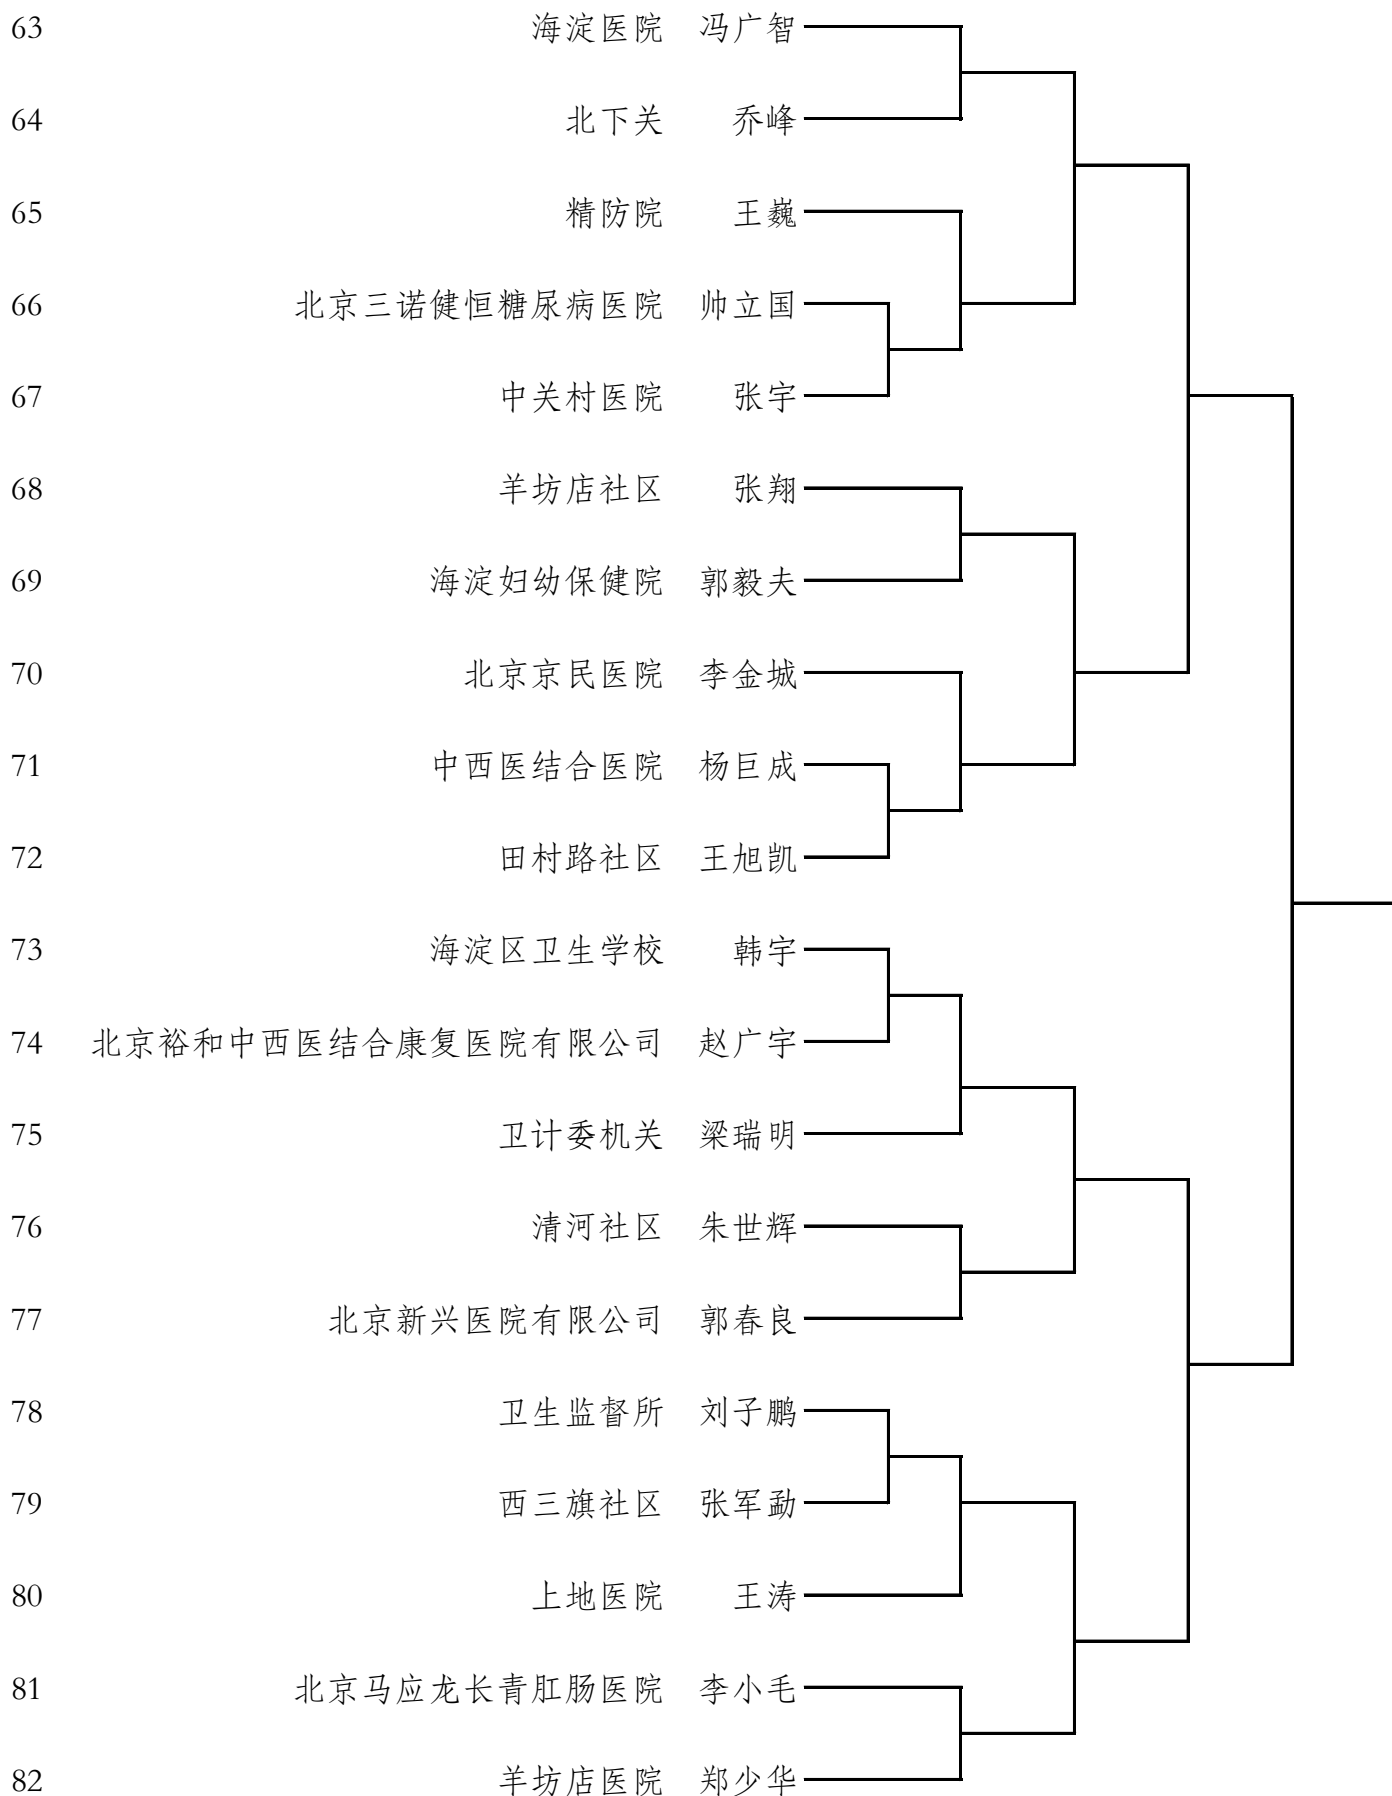 63 海淀医院 冯广智
64 北下关 乔峰
65 精防院 王巍
66 北京三诺健恒糖尿病医院 帅立国
67 中关村医院 张宇
68 羊坊店社区 张翔
69 海淀妇幼保健院 郭毅夫
70 北京京民医院 李金城
71 中西医结合医院 杨巨成
72 田村路社区 王旭凯
73 海淀区卫生学校 韩宇
74 北京裕和中西医结合康复医院有限公司 赵广宇
75 卫计委机关 梁瑞明
76 清河社区 朱世辉
77 北京新兴医院有限公司 郭春良
78 卫生监督所 刘子鹏
79 西三旗社区 张军勐
80 上地医院 王涛
81 北京马应龙长青肛肠医院 李小毛
82 羊坊店医院 郑少华